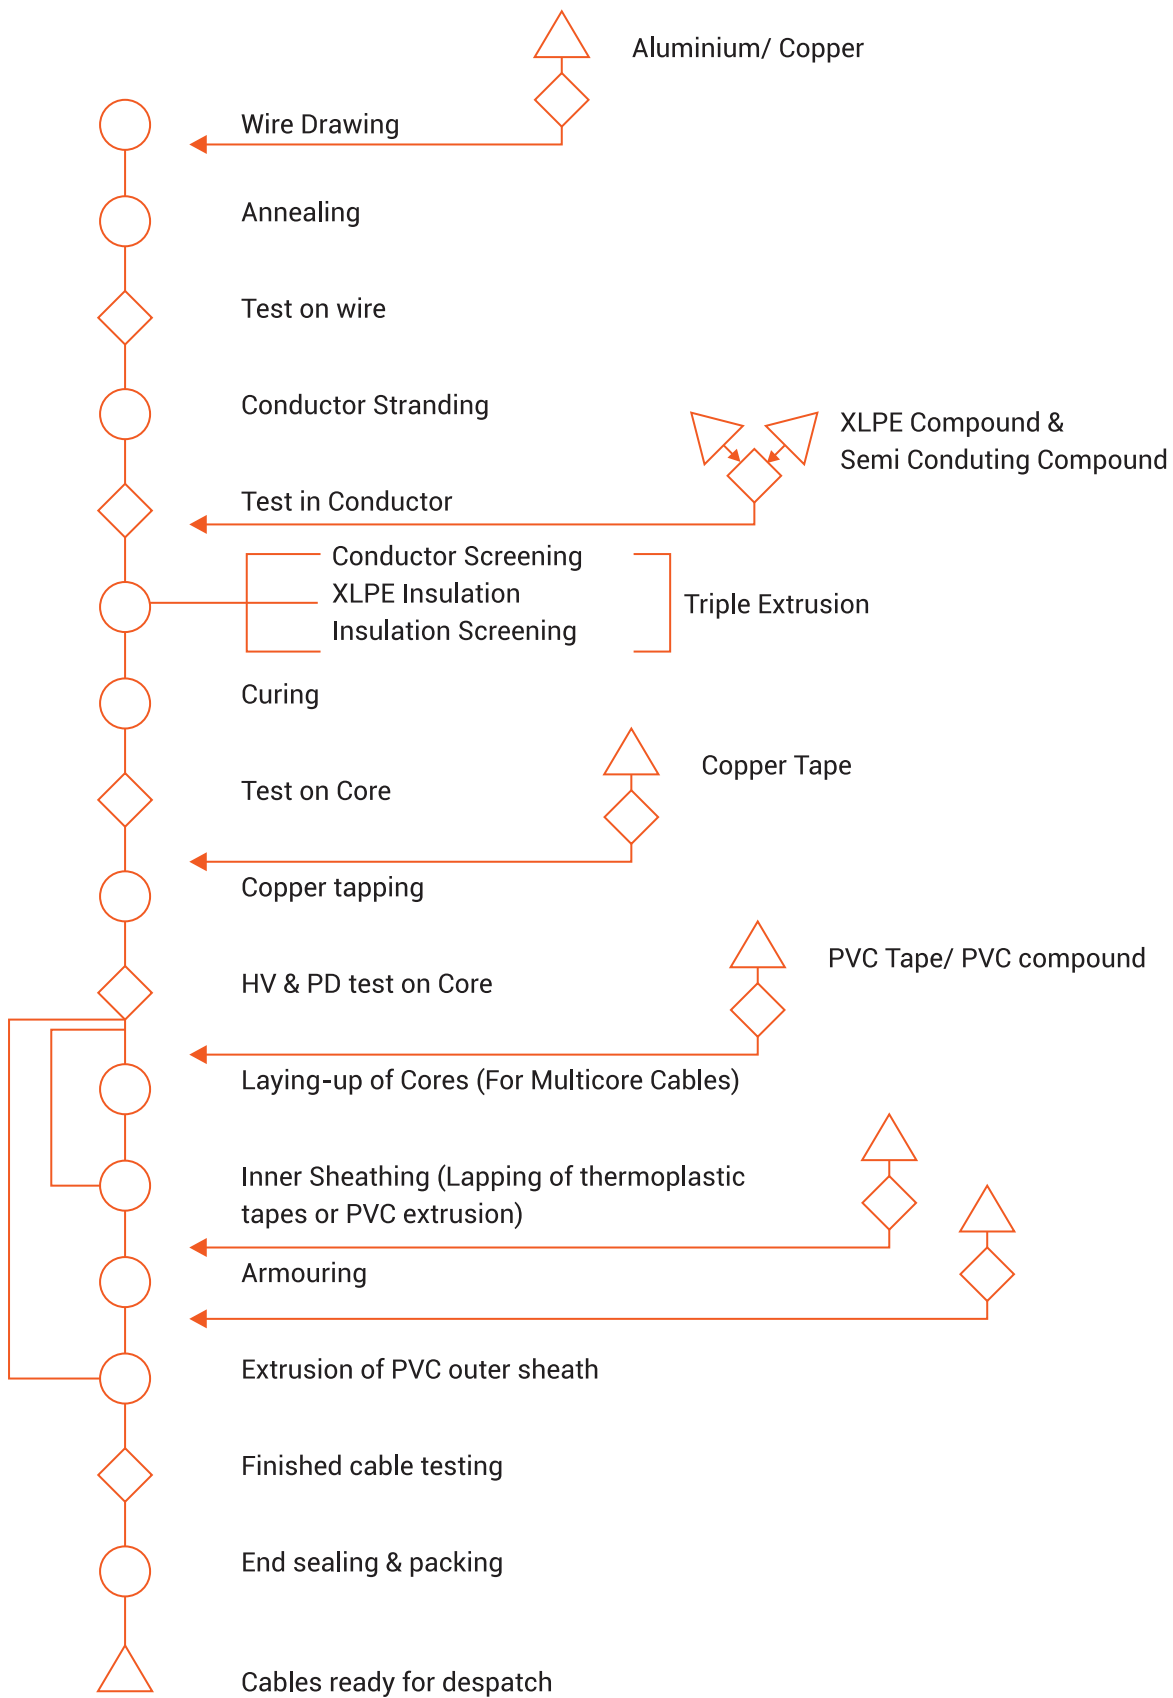 Aluminium/ Copper
Wire Drawing
Annealing
Test on wire
Conductor Stranding
XLPE Compound &
Semi Conduting Compound
Test in Conductor
Conductor Screening
XLPE Insulation
Insulation Screening
Triple Extrusion
Curing
Copper Tape
Test on Core
Copper tapping
PVC Tape/ PVC compound
HV & PD test on Core
Laying-up of Cores (For Multicore Cables)
Inner Sheathing (Lapping of thermoplastic
tapes or PVC extrusion)
Armouring
Extrusion of PVC outer sheath
Finished cable testing
End sealing & packing
Cables ready for despatch